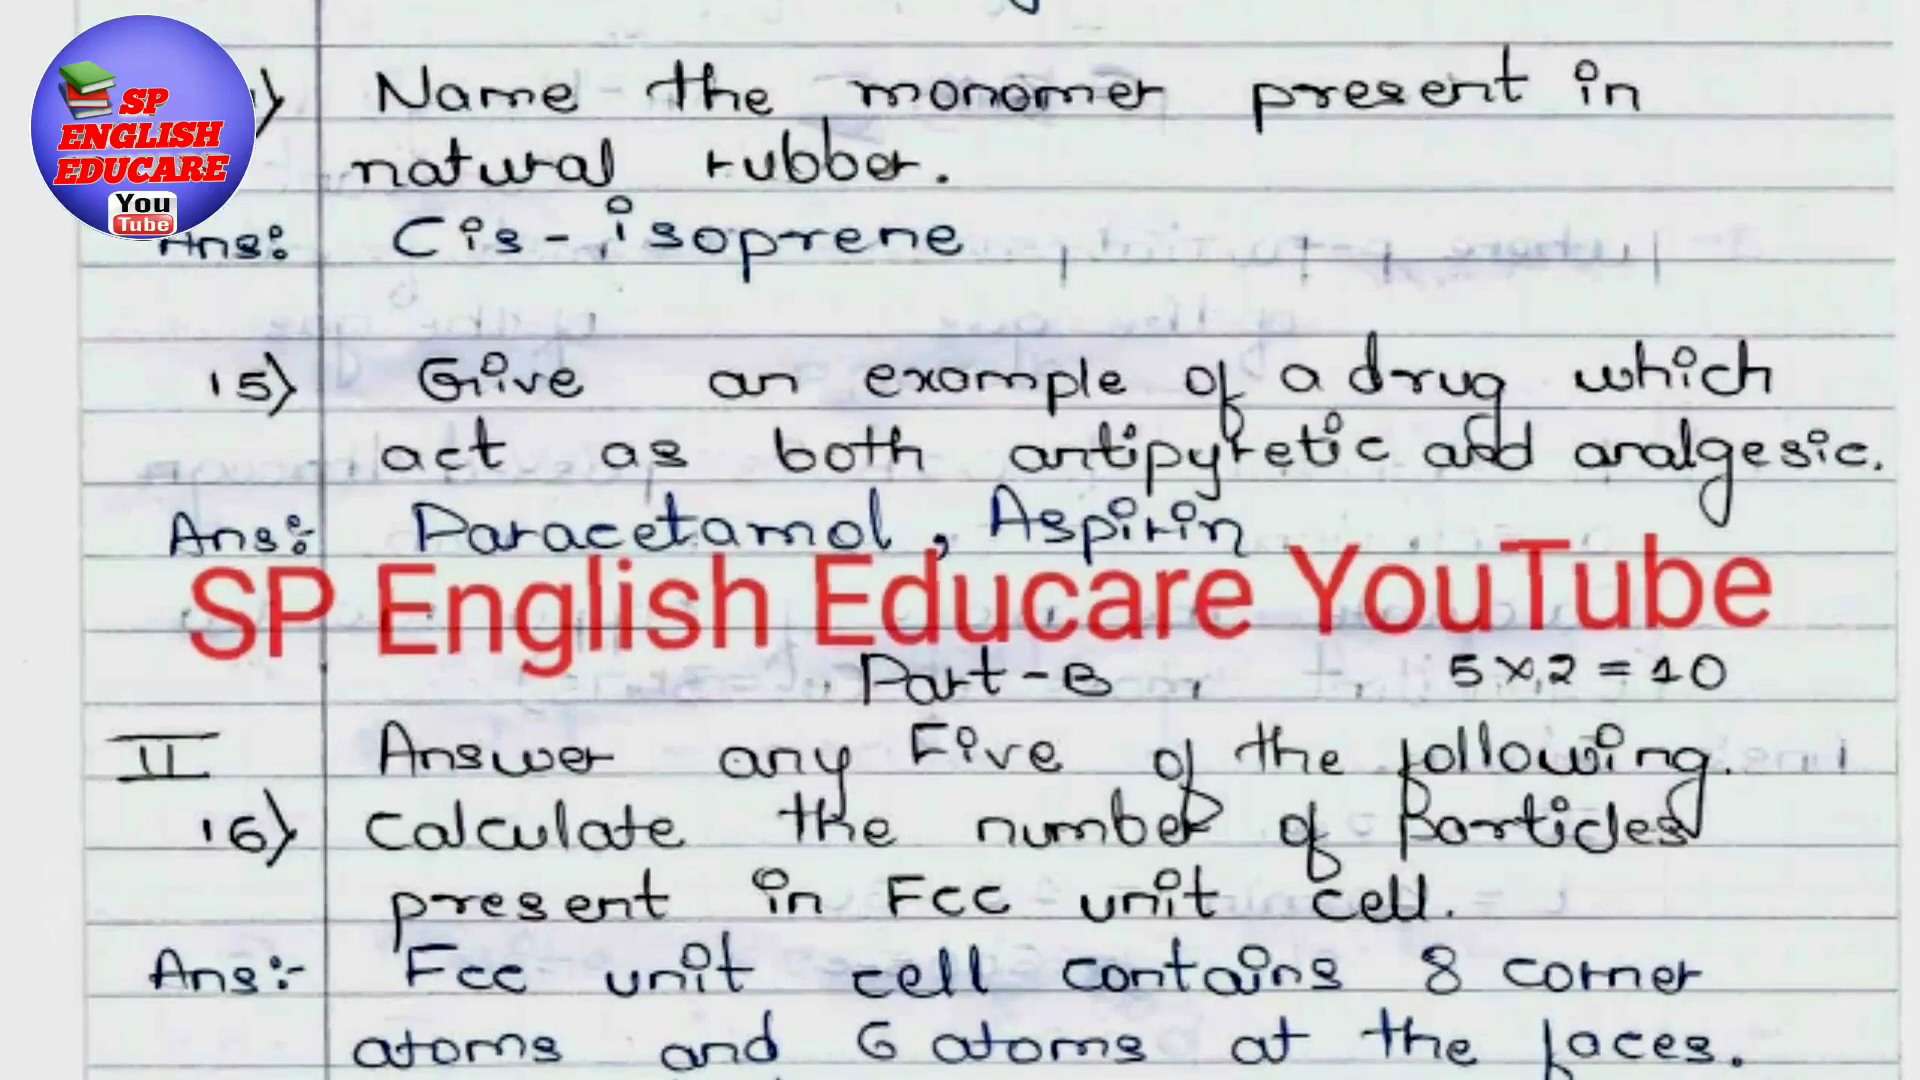 SP
ENGLISH
EDUCARE
You
Tube
) Name the monomer present in
natural rubber.
Ans: Cis-isoprene
15) Give an example of a drug which
act as both antipyretic and analgesic.
Ans: Paracetamol, Aspirin
SP English Educare YouTube
Part-B 5x2=10
II Answer any Five of the following.
16) Calculate the number of particles
present in Fcc unit cell.
Ans:- Fcc unit cell contains 8 corner
atoms and 6 atoms at the faces.